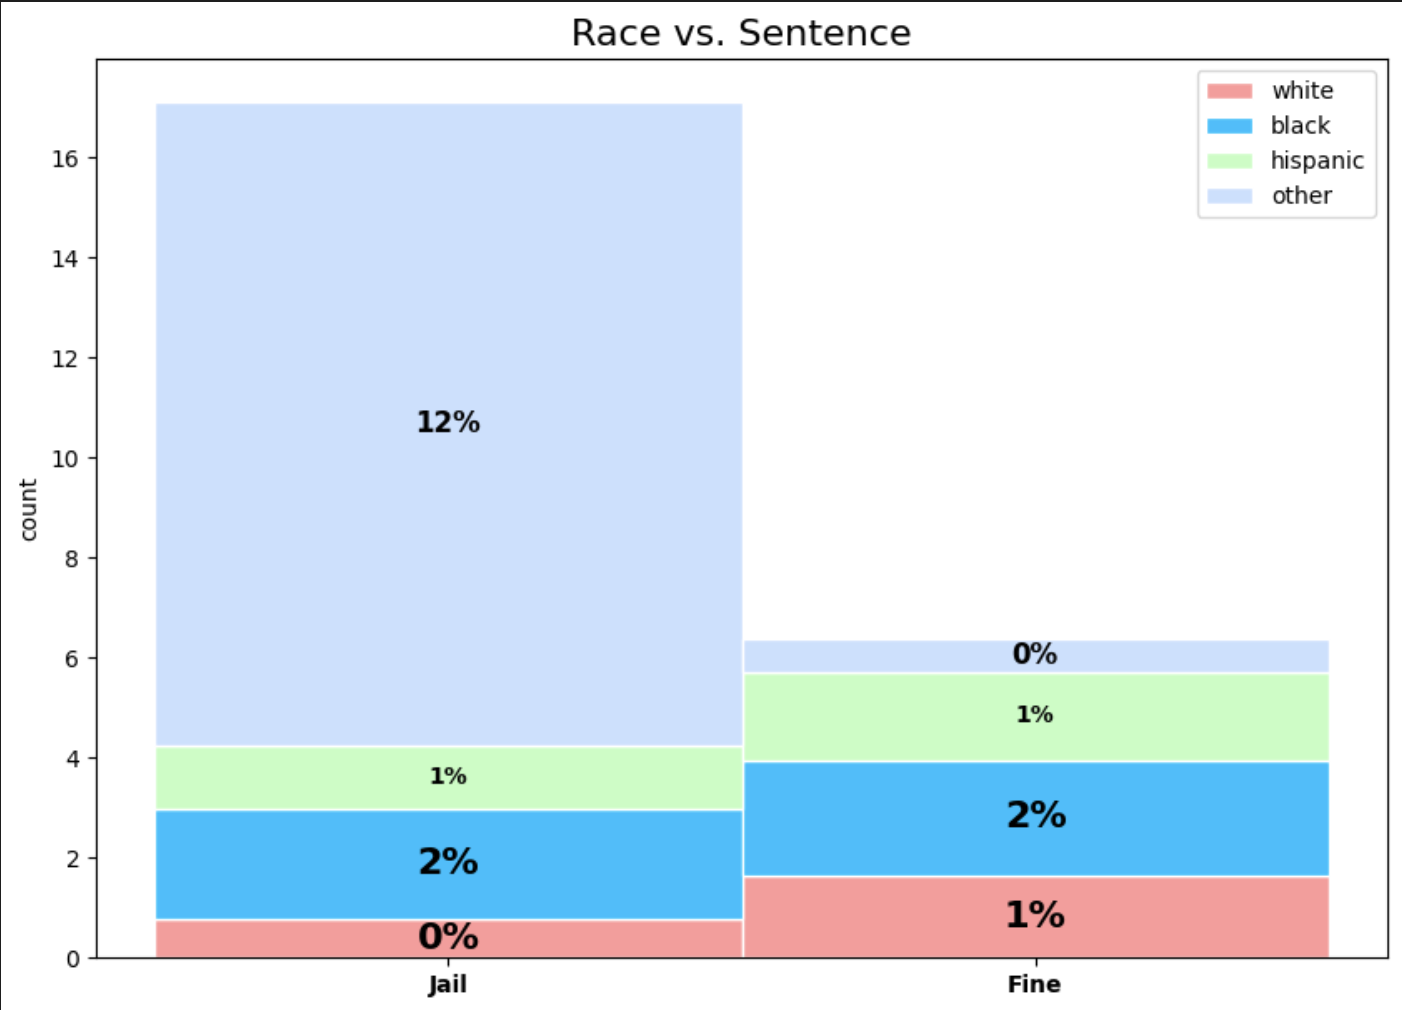 Race vs. Sentence
white
black
hispanic
other
16
14
12
10
8
6
4
2
0
count
12%
1%
2%
0%
0%
1%
2%
1%
Jail
Fine